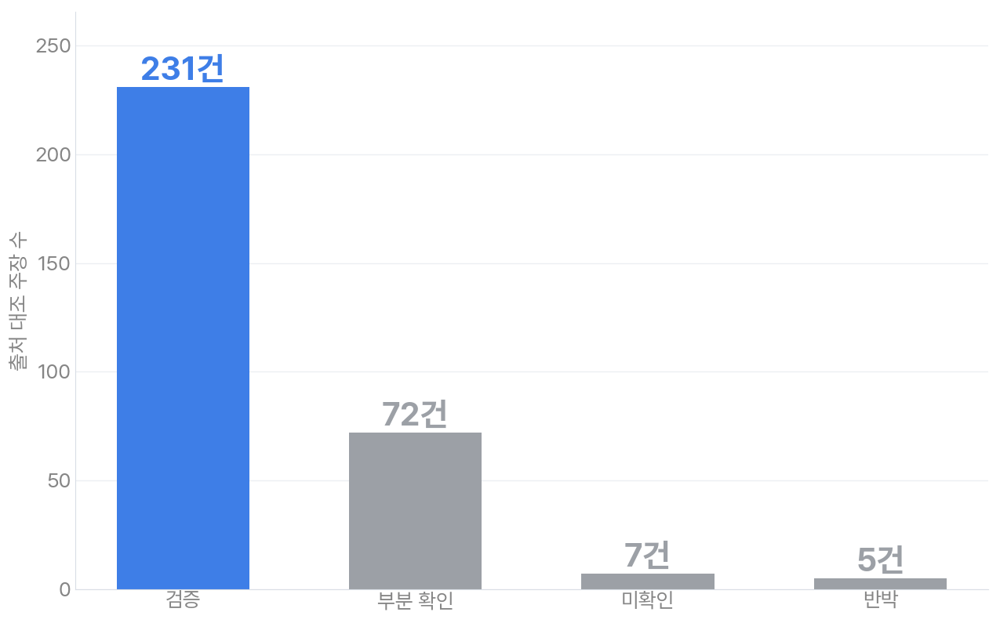 250
200
150
100
50
0
출처 대조 주장 수
231건
72건
7건
5건
검증
부분 확인
미확인
반박